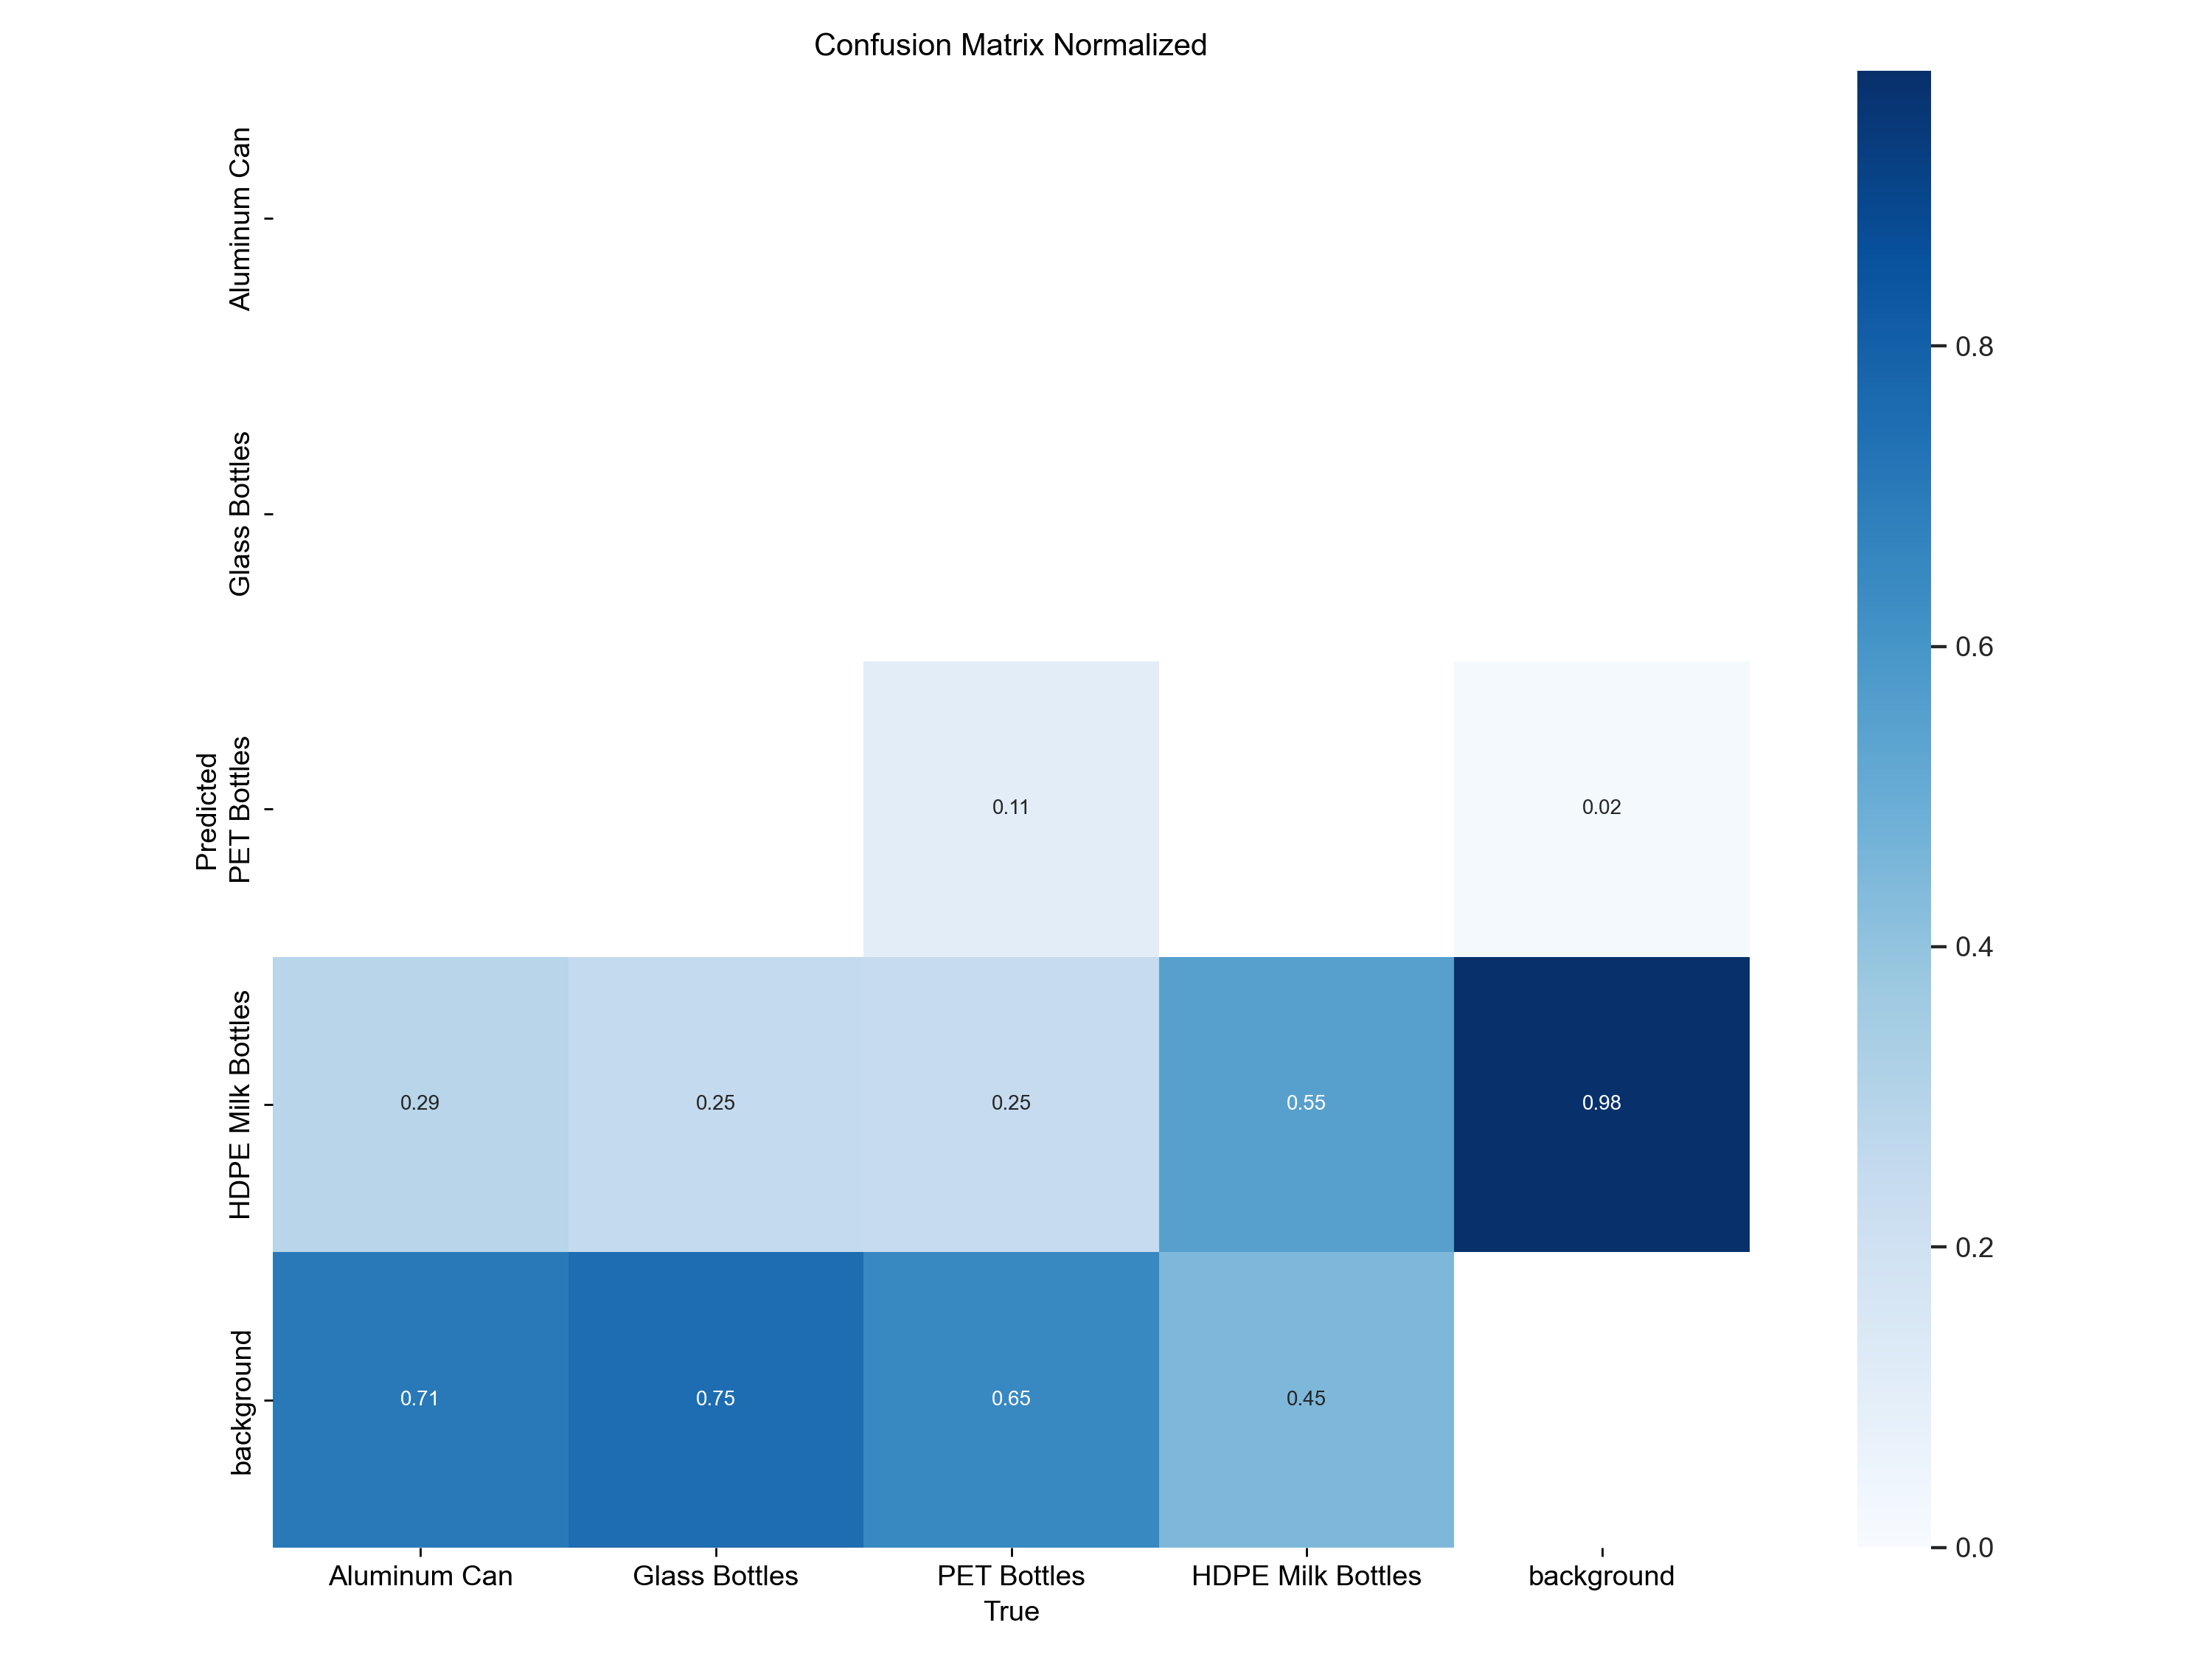 Confusion Matrix Normalized
Predicted
Aluminum Can
Glass Bottles
PET Bottles
HDPE Milk Bottles
background
0.11
0.02
0.29
0.25
0.25
0.55
0.98
0.71
0.75
0.65
0.45
Aluminum Can
Glass Bottles
PET Bottles
HDPE Milk Bottles
background
True
0.8
0.6
0.4
0.2
0.0